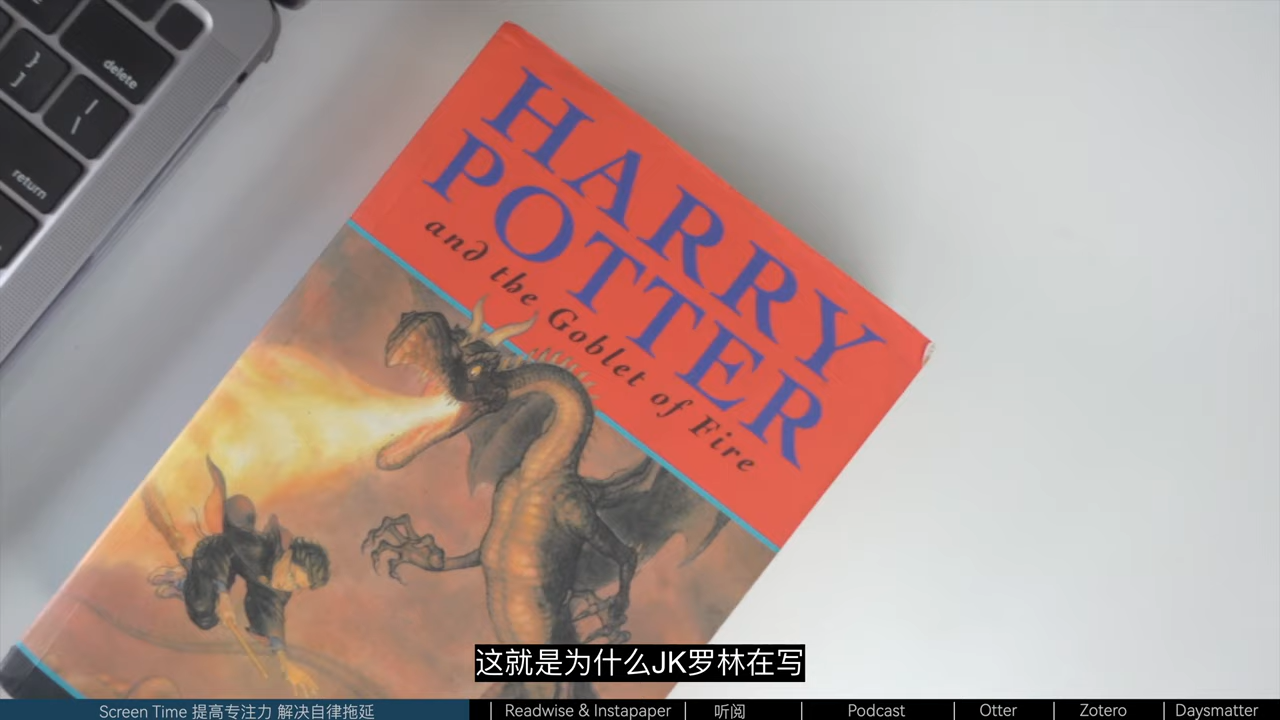 delete
}
]
|
\
return
HARRY
POTTER
and the Goblet of Fire
这就是为什么JK罗林在写
Screen Time 提高专注力 解决自律拖延 | Readwise & Instapaper | 听阅 | Podcast | Otter | Zotero | Daysmatter